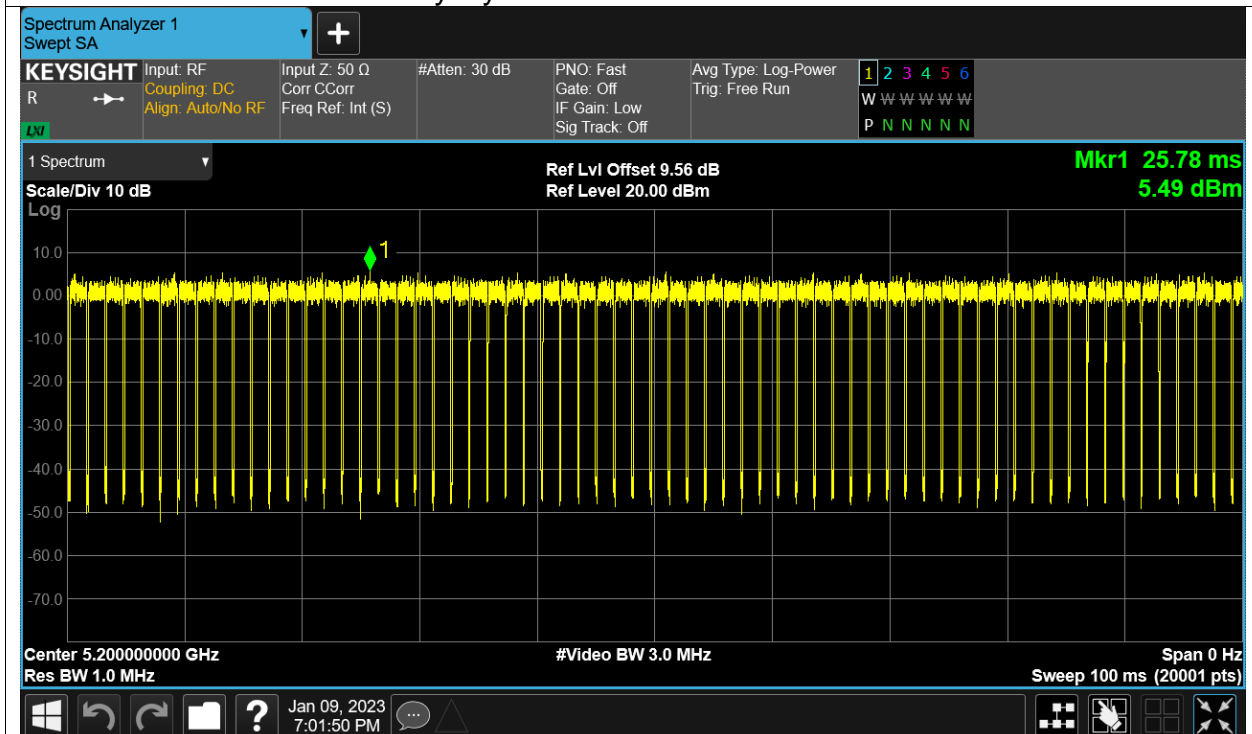 Spectrum Analyzer 1
Swept SA
+
KEYSIGHT
R
LXI
Input: RF
Coupling: DC
Align: Auto/No RF
Input Z: 50 Ω
Corr CCorr
Freq Ref: Int (S)
#Atten: 30 dB
PNO: Fast
Gate: Off
IF Gain: Low
Sig Track: Off
Avg Type: Log-Power
Trig: Free Run
1 2 3 4 5 6
W W W W W W
P N N N N N
1 Spectrum
Scale/Div 10 dB
Log
Ref Lvl Offset 9.56 dB
Ref Level 20.00 dBm
Mkr1 25.78 ms
5.49 dBm
1
10.0
0.00
-10.0
-20.0
-30.0
-40.0
-50.0
-60.0
-70.0
Center 5.200000000 GHz
#Video BW 3.0 MHz
Span 0 Hz
Res BW 1.0 MHz
Sweep 100 ms (20001 pts)
?
Jan 09, 2023
7:01:50 PM